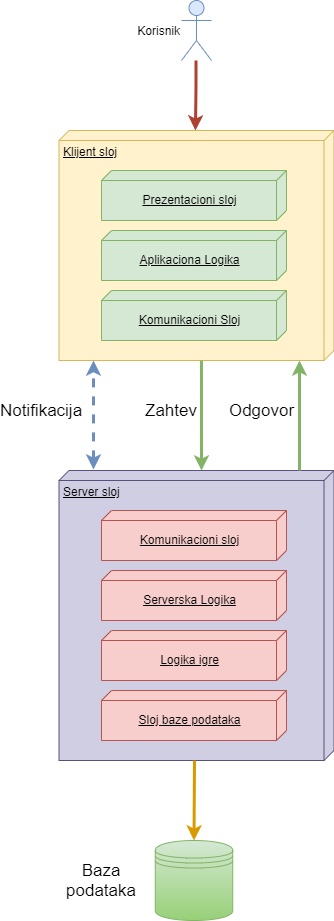 Korisnik
Klijent sloj
Prezentacioni sloj
Aplikaciona Logika
Komunikacioni Sloj
Notifikacija
Zahtev
Odgovor
Server sloj
Komunikacioni sloj
Serverska Logika
Logika igre
Sloj baze podataka
Baza
podataka